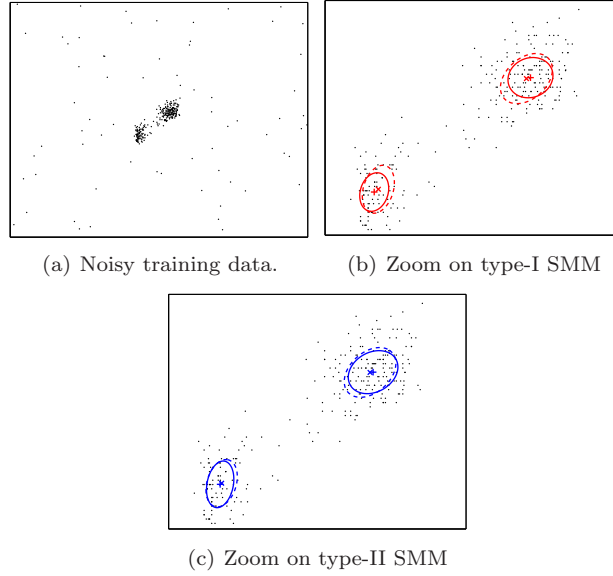 (a) Noisy training data.
(b) Zoom on type-I SMM
(c) Zoom on type-II SMM